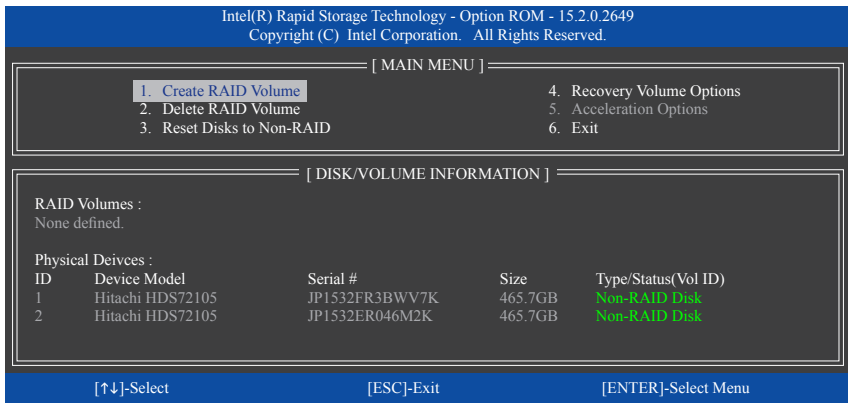 Intel(R) Rapid Storage Technology - Option ROM - 15.2.0.2649
Copyright (C) Intel Corporation. All Rights Reserved.
[ MAIN MENU ]
1. Create RAID Volume
2. Delete RAID Volume
3. Reset Disks to Non-RAID
4. Recovery Volume Options
5. Acceleration Options
6. Exit
[ DISK/VOLUME INFORMATION ]
RAID Volumes :
None defined.
Physical Deivces :
ID Device Model Serial # Size Type/Status(Vol ID)
1 Hitachi HDS72105 JP1532FR3BWV7K 465.7GB Non-RAID Disk
2 Hitachi HDS72105 JP1532ER046M2K 465.7GB Non-RAID Disk
[↑↓]-Select [ESC]-Exit [ENTER]-Select Menu